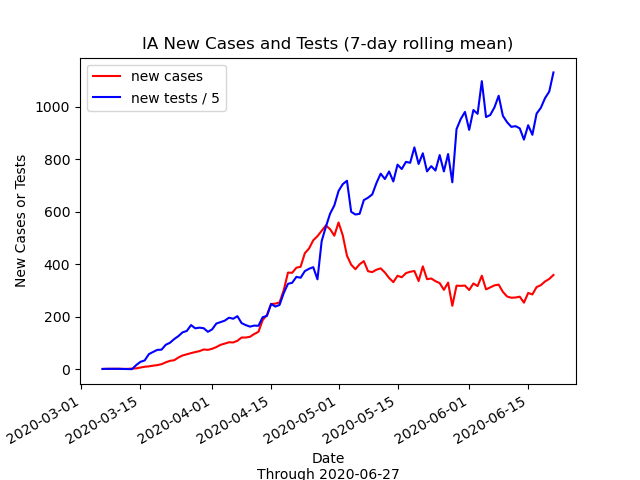 IA New Cases and Tests (7-day rolling mean)
new cases
new tests / 5
New Cases or Tests
1000
800
600
400
200
0
2020-03-01
2020-03-15
2020-04-01
2020-04-15
2020-05-01
2020-05-15
2020-06-01
2020-06-15
Date
Through 2020-06-27